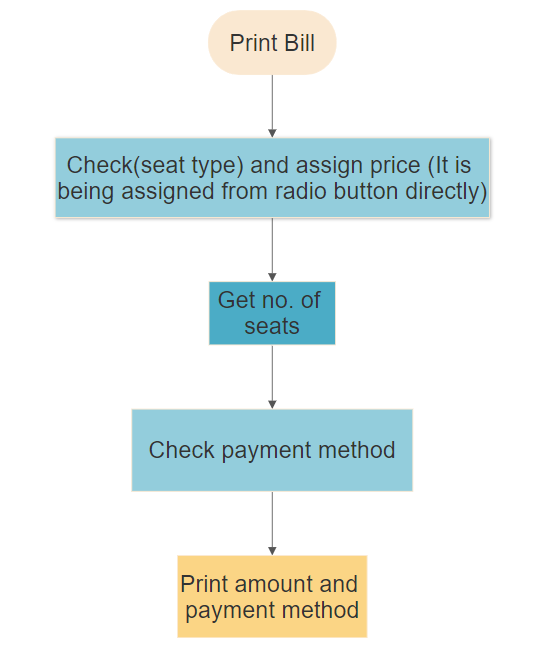 Print Bill
Check(seat type) and assign price (It is
being assigned from radio button directly)
Get no. of
seats
Check payment method
Print amount and
payment method